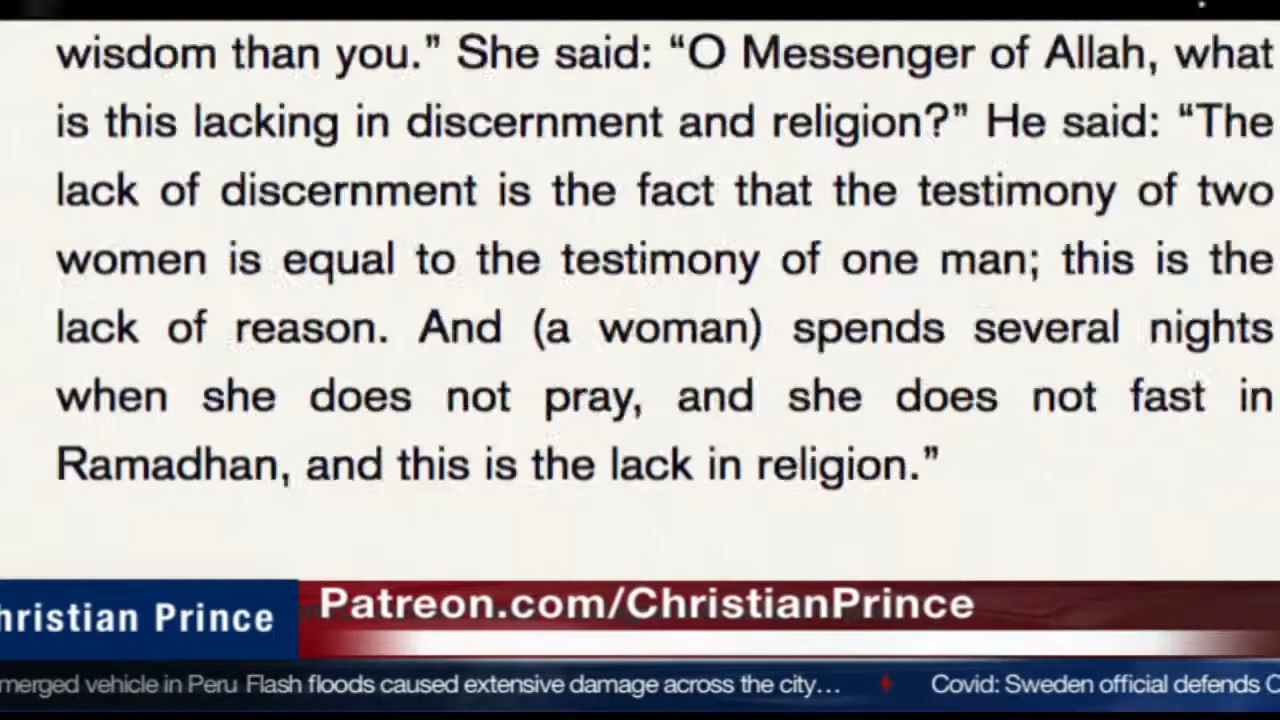 wisdom than you.” She said: “O Messenger of Allah, what
is this lacking in discernment and religion?” He said: “The
lack of discernment is the fact that the testimony of two
women is equal to the testimony of one man; this is the
lack of reason. And (a woman) spends several nights
when she does not pray, and she does not fast in
Ramadhan, and this is the lack in religion.”
hristian Prince
Patreon.com/ChristianPrince
merged vehicle in Peru Flash floods caused extensive damage across the city... Covid: Sweden official defends